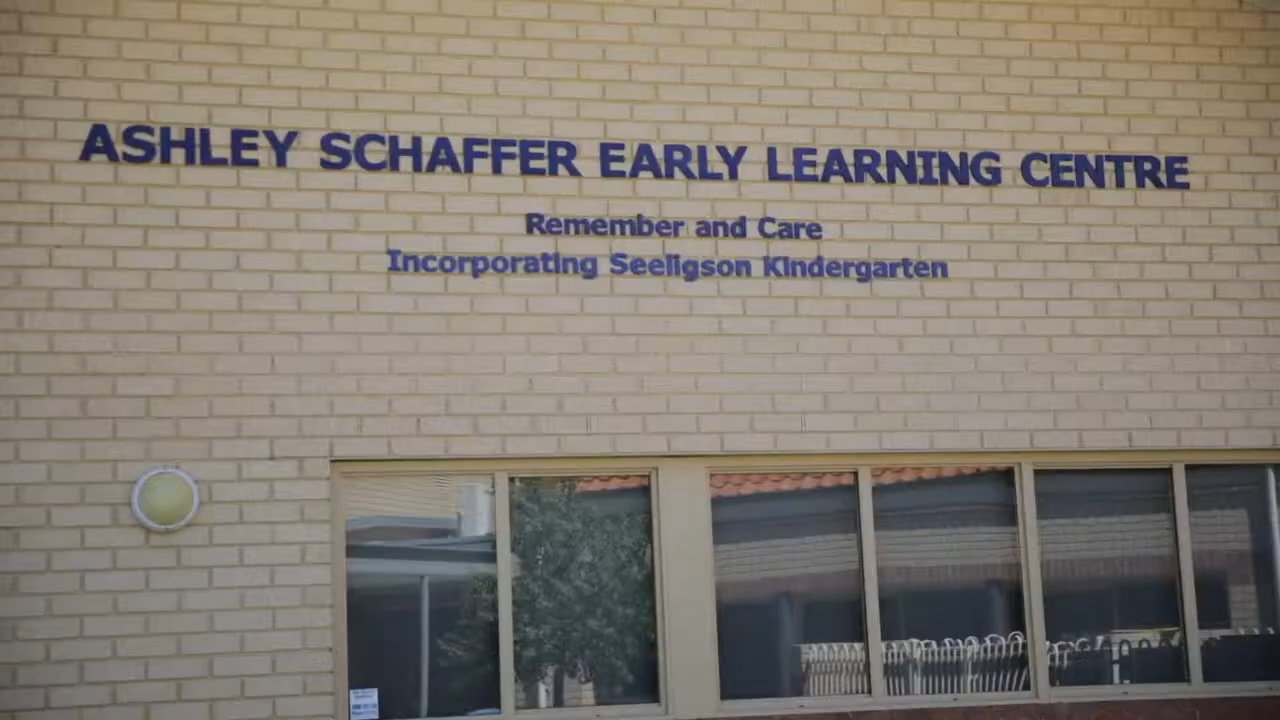 ASHLEY SCHAFFER EARLY LEARNING CENTRE
Remember and Care
Incorporating Seeligson Kindergarten